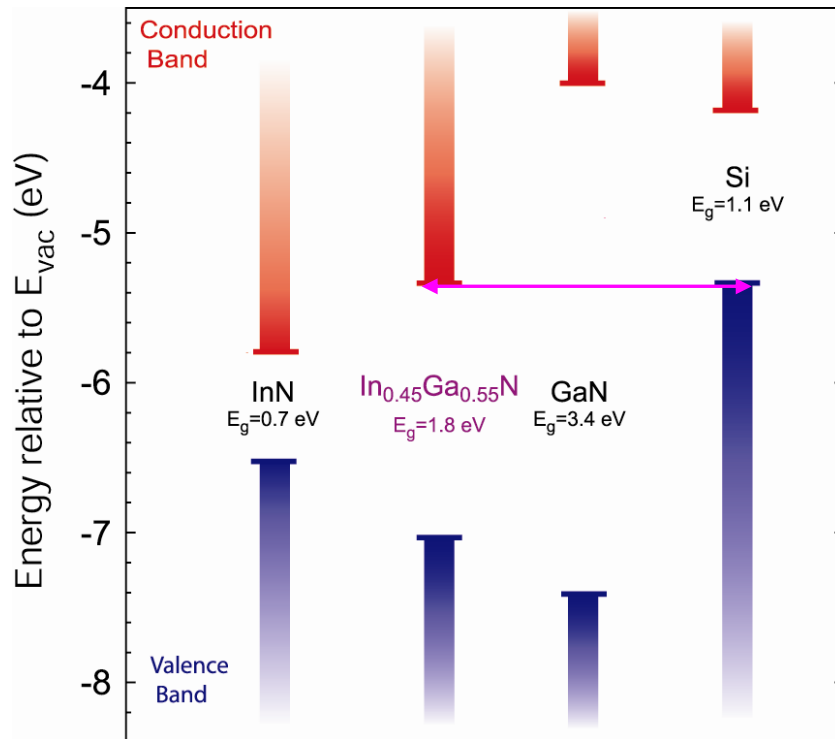 Conduction
Band
-4
-5
-6
-7
-8
Energy relative to E_vac (eV)
Si
E_g=1.1 eV
InN
E_g=0.7 eV
In_0.45Ga_0.55N
E_g=1.8 eV
GaN
E_g=3.4 eV
Valence
Band